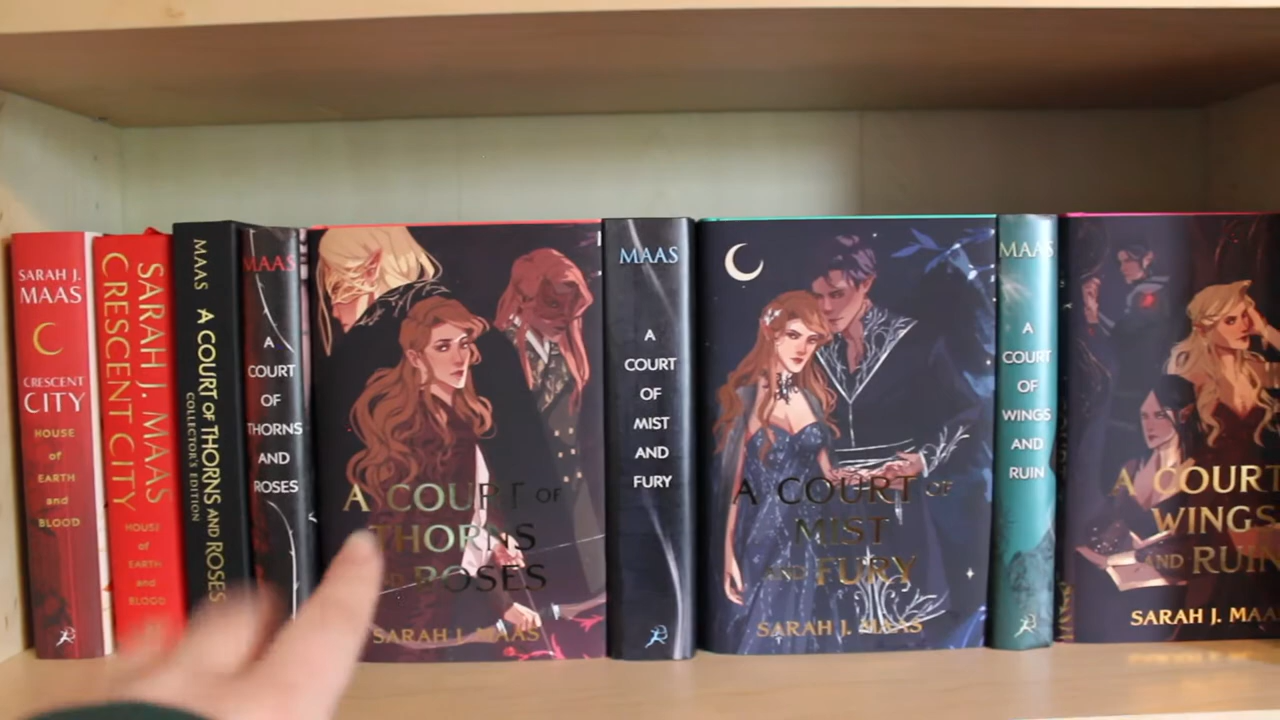 SARAH J.
MAAS
CRESCENT
CITY
HOUSE
of
EARTH
and
BLOOD
SARAH J. MAAS
CRESCENT CITY
HOUSE
of
EARTH
and
BLOOD
MAAS A COURT OF THORNS AND ROSES
COLLECTOR'S EDITION
MAAS
A
COURT
OF
THORNS
AND
ROSES
A COURT OF
THORNS
ROSES
SARAH J. MAAS
MAAS
A
COURT
OF
MIST
AND
FURY
A COURT OF
MIST
AND FURY
SARAH J. MAAS
MAAS
A
COURT
OF
WINGS
AND
RUIN
A COURT
WINGS
AND RUIN
SARAH J. MAA